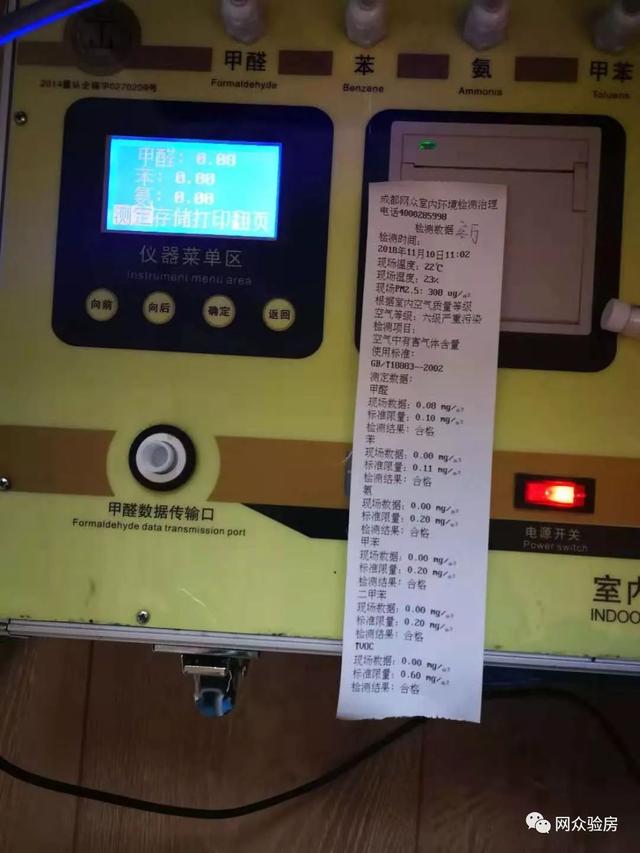 甲醛
苯
氨
甲苯
Formaldehyde
Benzene
Ammonia
Toluene
甲醛：0.00
苯：0.00
氨：0.00
测定存储打印翻页
仪器菜单区
Instrument menu area
向前
向后
确定
返回
成都网众室内环境检测治理
电话4000285998
检测数据
检测时间：
2018年11月10日11:02
现场温度：22℃
现场湿度：23%
现场PM2.5：308 ug/m3
根据室内空气质量等级
空气等级：六级严重污染
检测项目：
空气中有害气体含量
使用标准：
GB/T18883--2002
测定数据：
甲醛
现场数据：0.08 mg/m3
标准限量：0.10 mg/m3
检测结果：合格
苯
现场数据：0.00 mg/m3
标准限量：0.11 mg/m3
检测结果：合格
氨
现场数据：0.00 mg/m3
标准限量：0.20 mg/m3
检测结果：合格
甲苯
现场数据：0.00 mg/m3
标准限量：0.20 mg/m3
检测结果：合格
二甲苯
现场数据：0.00 mg/m3
标准限量：0.20 mg/m3
检测结果：合格
TVOC
现场数据：0.00 mg/m3
标准限量：0.60 mg/m3
检测结果：合格
甲醛数据传输口
Formaldehyde data transmission port
电源开关
Power switch
室内
INDOO
网众验房